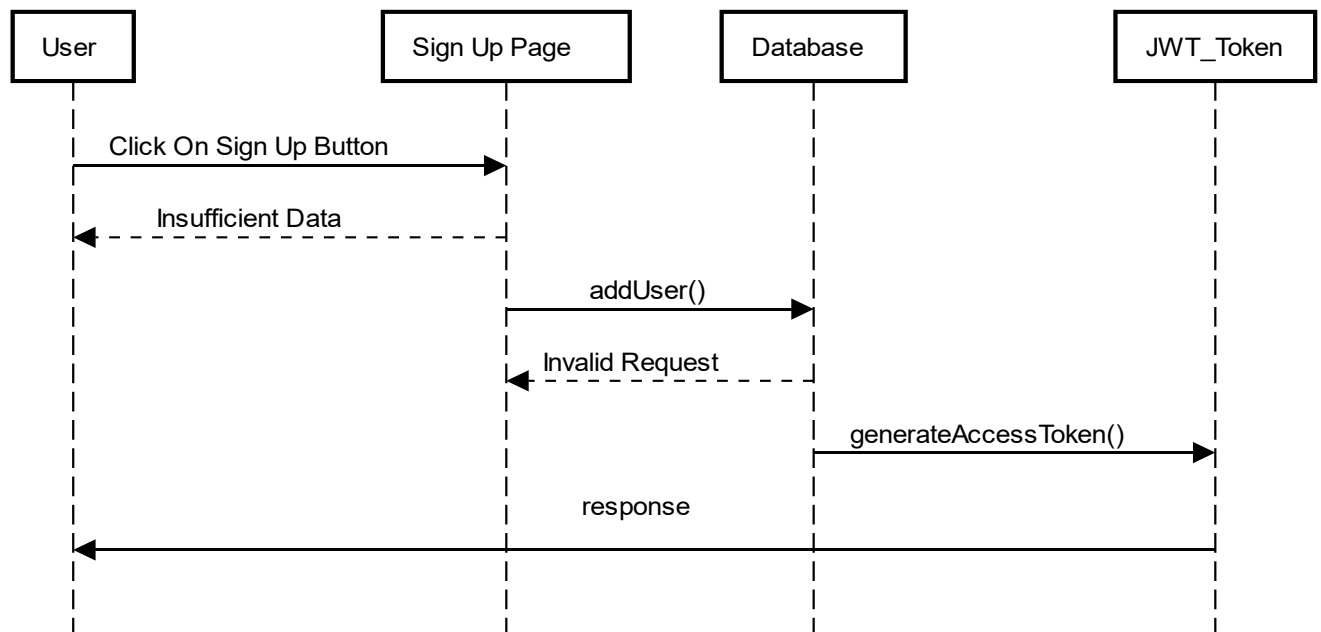 User
Sign Up Page
Database
JWT_Token
Click On Sign Up Button
Insufficient Data
addUser()
Invalid Request
generateAccessToken()
response